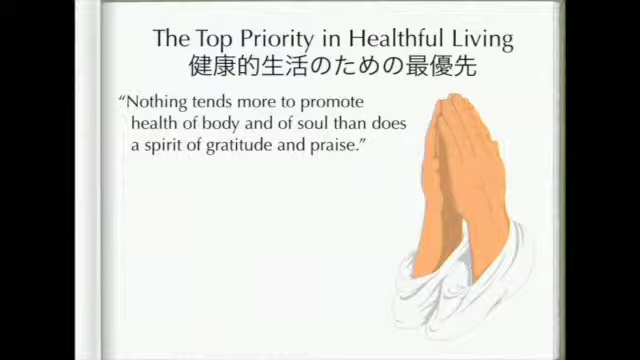 The Top Priority in Healthful Living
健康的生活のための最優先
“Nothing tends more to promote
health of body and of soul than does
a spirit of gratitude and praise.”